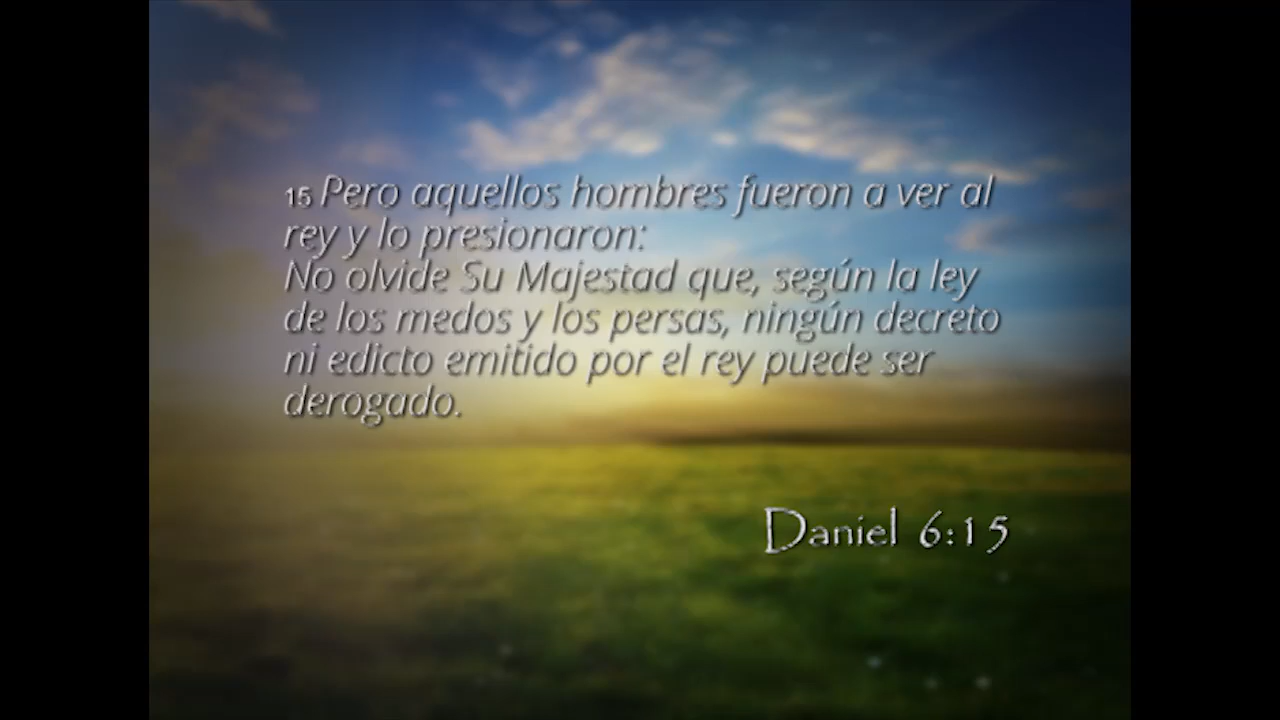 15 Pero aquellos hombres fueron a ver al
rey y lo presionaron:
No olvide Su Majestad que, según la ley
de los medos y los persas, ningún decreto
ni edicto emitido por el rey puede ser
derogado.
Daniel 6:15